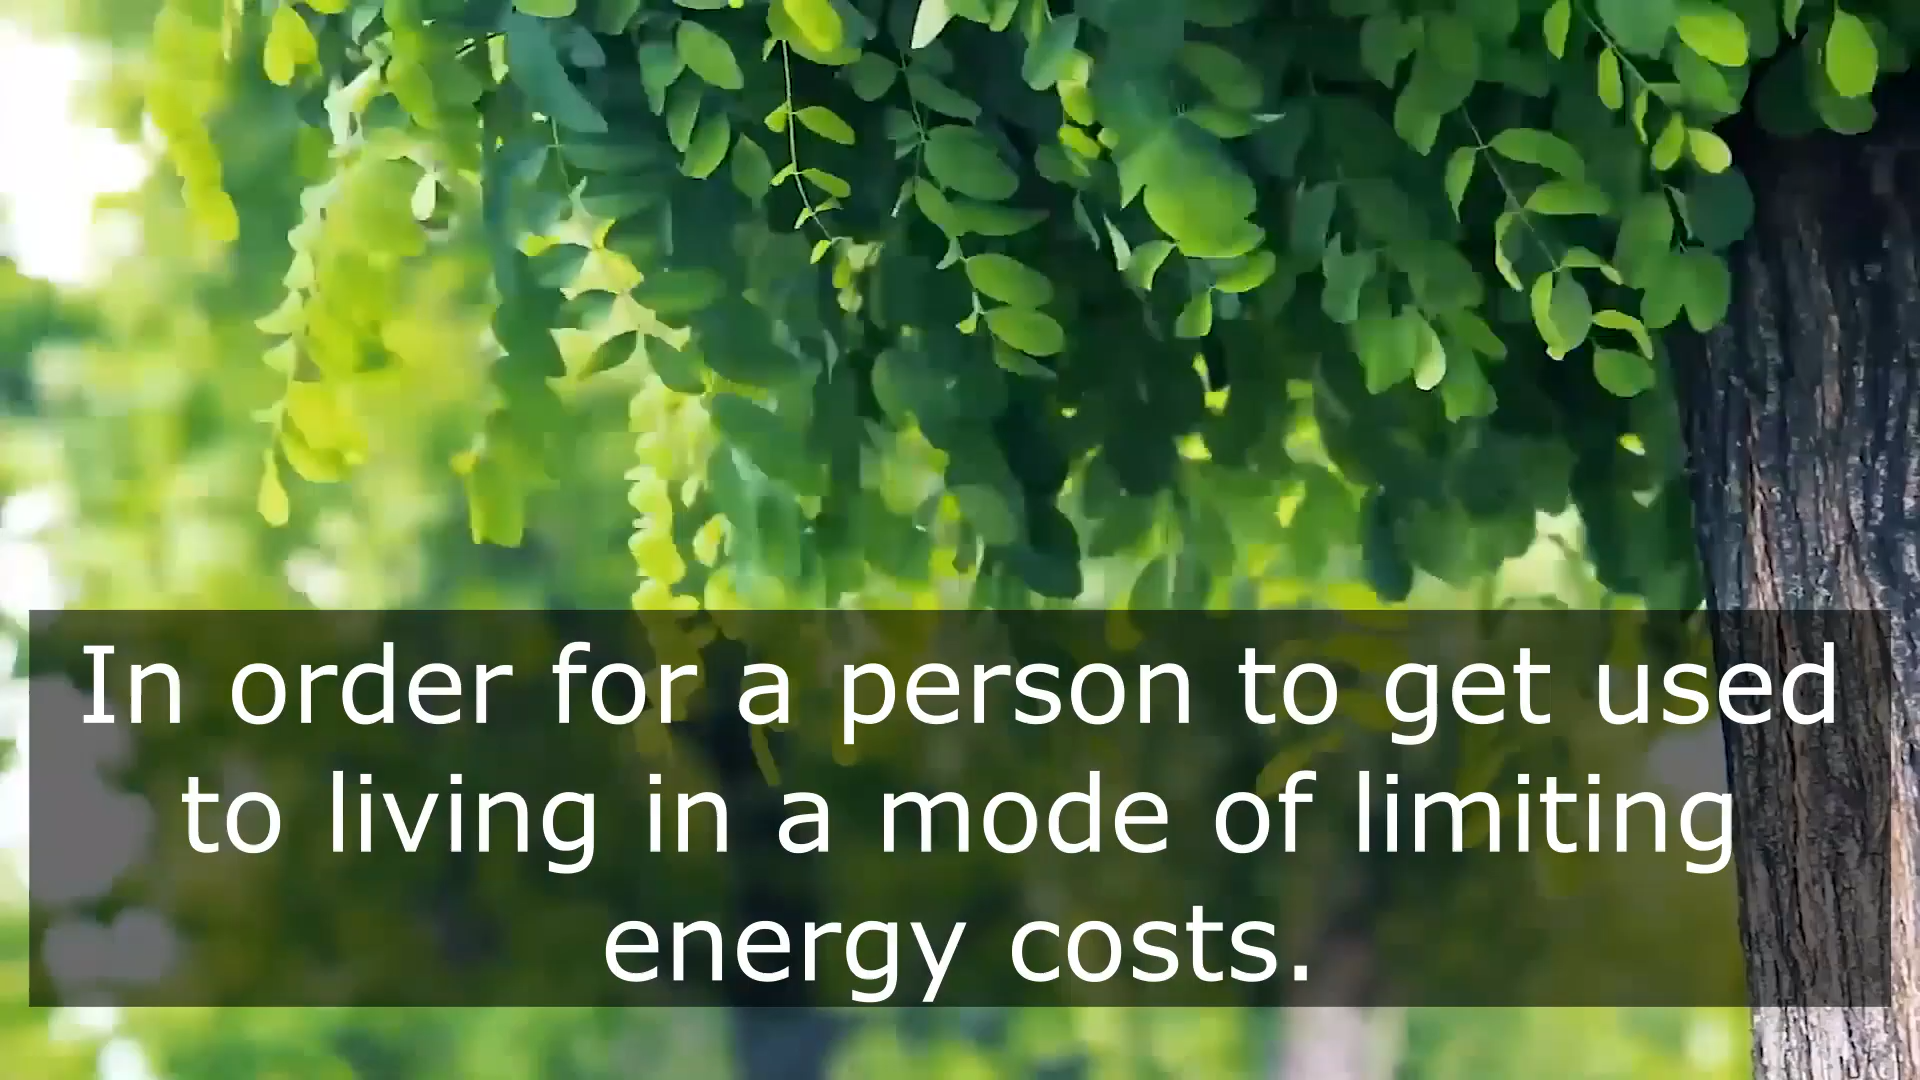 In order for a person to get used
to living in a mode of limiting
energy costs.